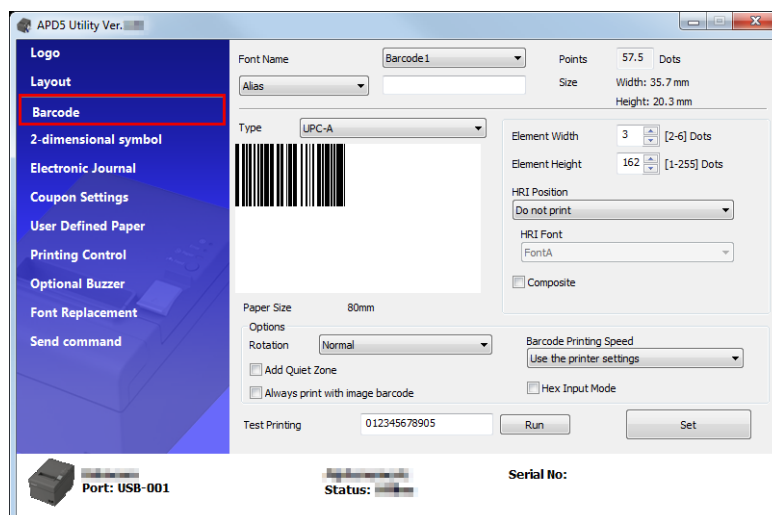 APD5 Utility Ver.
Logo
Layout
Barcode
2-dimensional symbol
Electronic Journal
Coupon Settings
User Defined Paper
Printing Control
Optional Buzzer
Font Replacement
Send command
Font Name Barcode1 Points 57.5 Dots
Alias Size Width: 35.7 mm
Height: 20.3 mm
Type UPC-A
Element Width 3 [2-6] Dots
Element Height 162 [1-255] Dots
HRI Position
Do not print
HRI Font
FontA
Composite
Paper Size 80mm
Options
Rotation Normal
Add Quiet Zone
Always print with image barcode
Barcode Printing Speed
Use the printer settings
Hex Input Mode
Test Printing 012345678905 Run Set
Port: USB-001
Status:
Serial No: